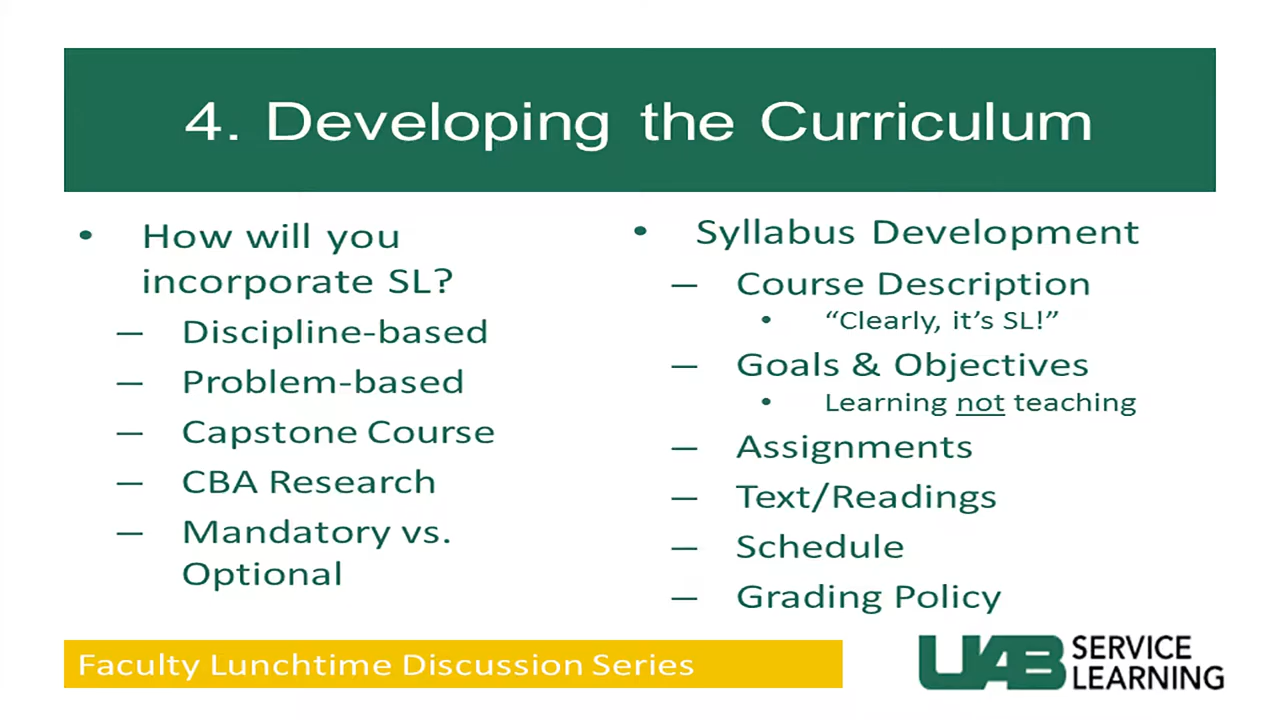 4. Developing the Curriculum
• How will you
incorporate SL?
– Discipline-based
– Problem-based
– Capstone Course
– CBA Research
– Mandatory vs.
Optional
• Syllabus Development
– Course Description
• “Clearly, it’s SL!”
– Goals & Objectives
• Learning not teaching
– Assignments
– Text/Readings
– Schedule
– Grading Policy
Faculty Lunchtime Discussion Series
UAB SERVICE
LEARNING